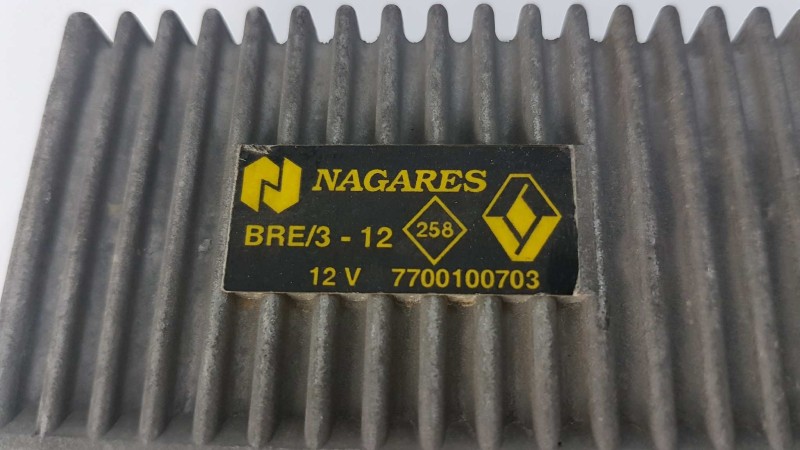 NAGARES
BRE/3 - 12 258
12 V 7700100703